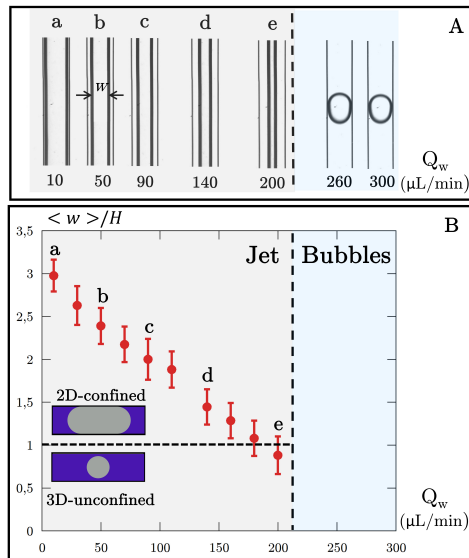 A
a b c d e
w
10 50 90 140 200 260 300
Q_w
(μL/min)
B
< w >/H
3,5
3
2,5
2
1,5
1
0,5
0 50 100 150 200 250 300
a
b
c
d
e
Jet
Bubbles
2D-confined
3D-unconfined
Q_w
(μL/min)